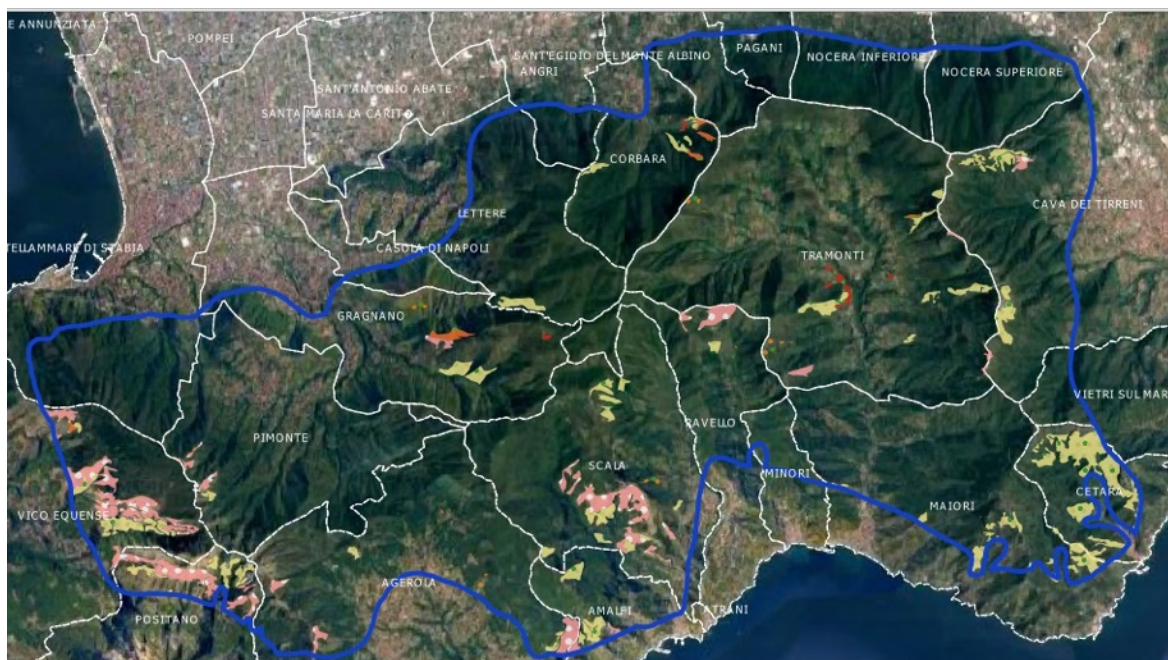 E ANNUNZIATA
POMPEI
SANT'EGIDIO DEL MONTE ALBINO
PAGANI
ANGRI
NOCERA INFERIORE
NOCERA SUPERIORE
SANT'ANTONIO ABATE
SANTA MARIA LA CARIT�
CORBARA
LETTERE
CAVA DEI TIRRENI
TELLAMMARE DI STABIA
CASOLA DI NAPOLI
TRAMONTI
GRAGNANO
VIETRI SUL MAR
PIMONTE
RAVELLO
SCALA
MINORI
CETARA
VICO EQUENSE
MAIORI
AGEROLA
AMALFI
ATRANI
POSITANO